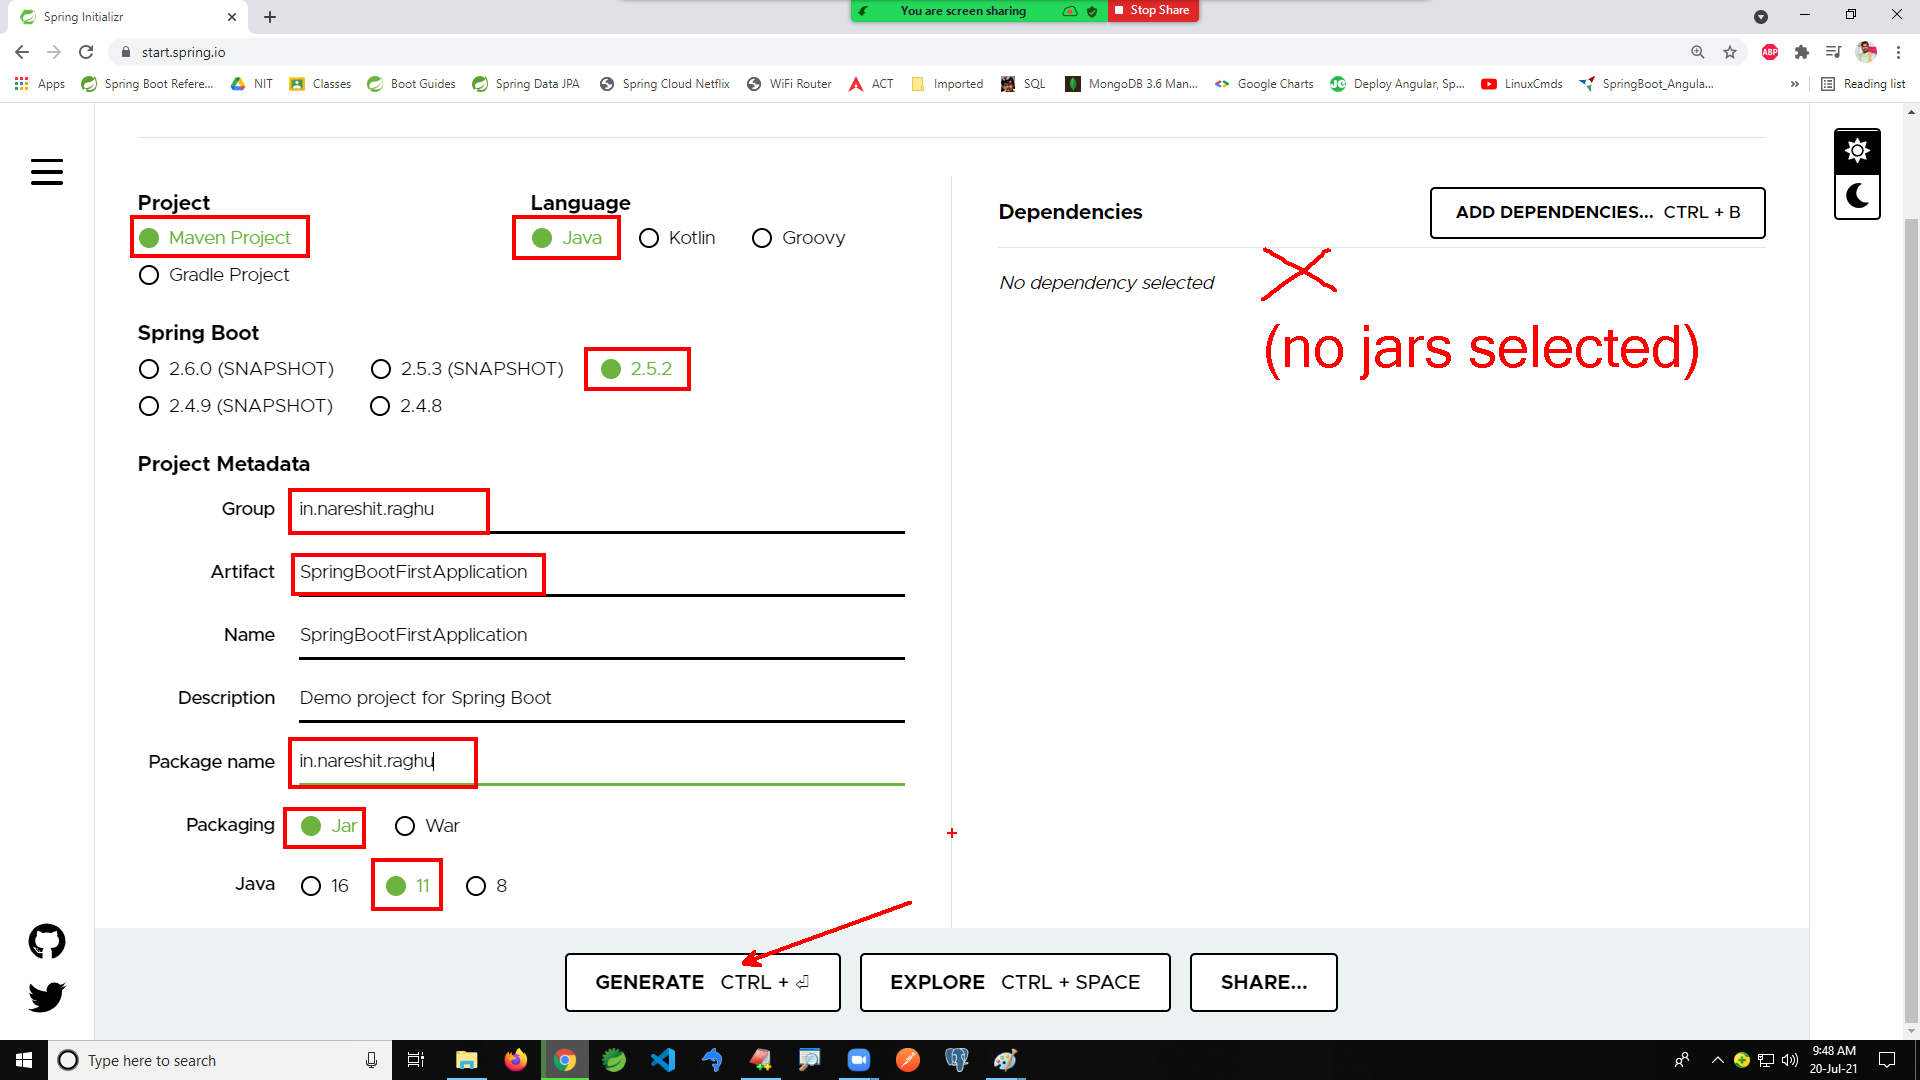 Spring Initializr
You are screen sharing
Stop Share
start.spring.io
ABP
Apps
Spring Boot Refere...
NIT
Classes
Boot Guides
Spring Data JPA
Spring Cloud Netflix
WiFi Router
ACT
Imported
SQL
MongoDB 3.6 Man...
Google Charts
Deploy Angular, Sp...
LinuxCmds
SpringBoot_Angula...
»
Reading list
Project
Maven Project
Gradle Project
Language
Java
Kotlin
Groovy
Spring Boot
2.6.0 (SNAPSHOT)
2.5.3 (SNAPSHOT)
2.5.2
2.4.9 (SNAPSHOT)
2.4.8
Project Metadata
Group
in.nareshit.raghu
Artifact
SpringBootFirstApplication
Name
SpringBootFirstApplication
Description
Demo project for Spring Boot
Package name
in.nareshit.raghu
Packaging
Jar
War
Java
16
11
8
Dependencies
ADD DEPENDENCIES... CTRL + B
No dependency selected
(no jars selected)
GENERATE CTRL + ⏎
EXPLORE CTRL + SPACE
SHARE...
Type here to search
9:48 AM
20-Jul-21